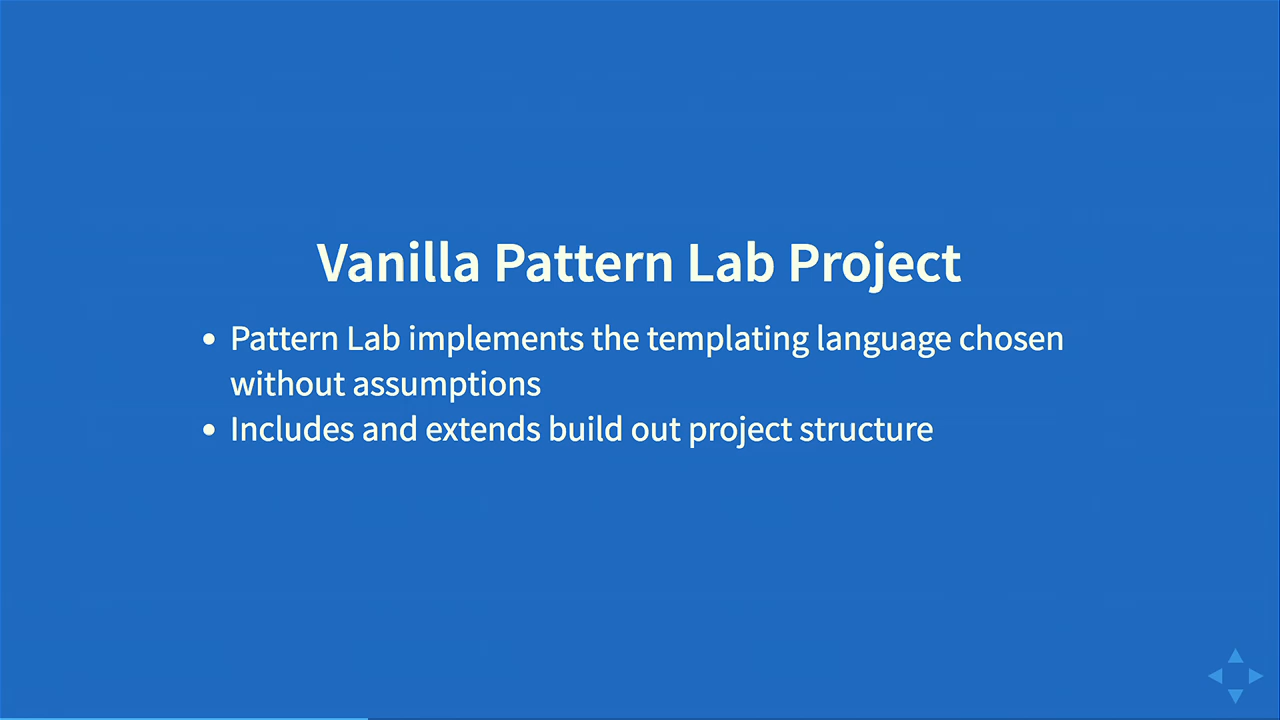 Vanilla Pattern Lab Project
• Pattern Lab implements the templating language chosen
without assumptions
• Includes and extends build out project structure